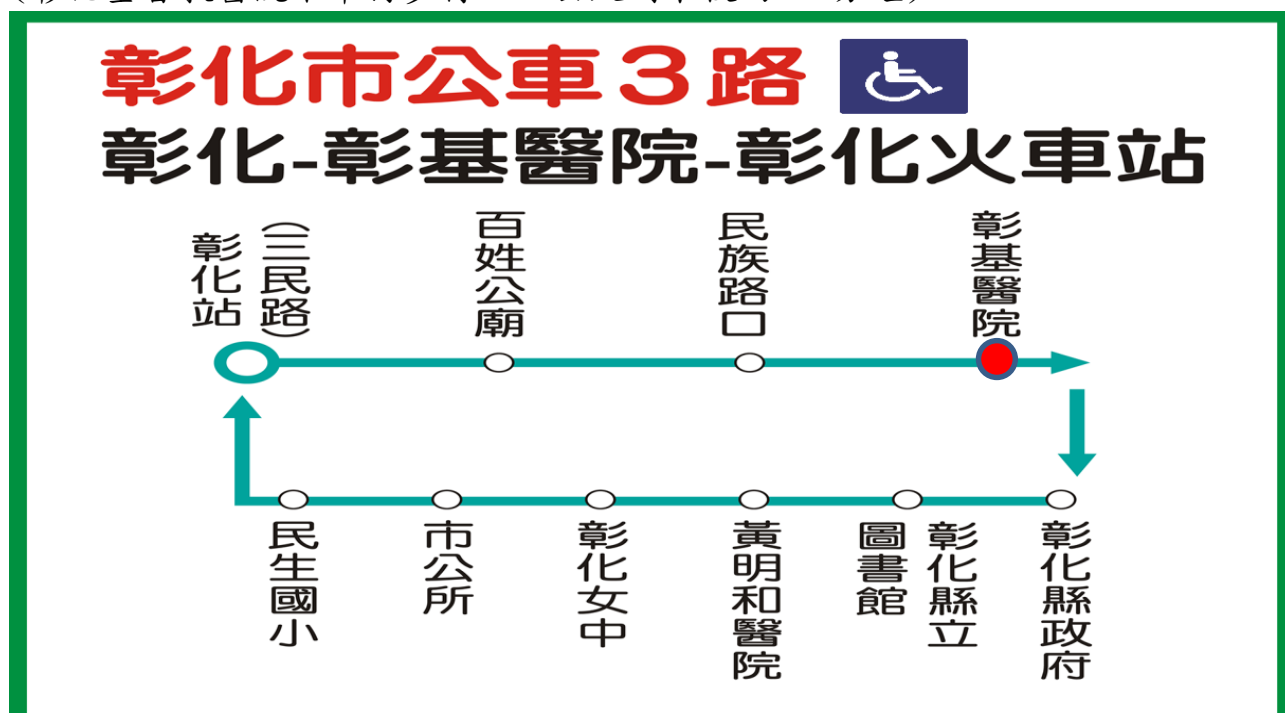 彰化市公車3路
彰化-彰基醫院-彰化火車站
彰化站(三民路)
百姓公廟
民族路口
彰基醫院
民生國小
市公所
彰化女中
黃明和醫院
彰化縣立圖書館
彰化縣政府